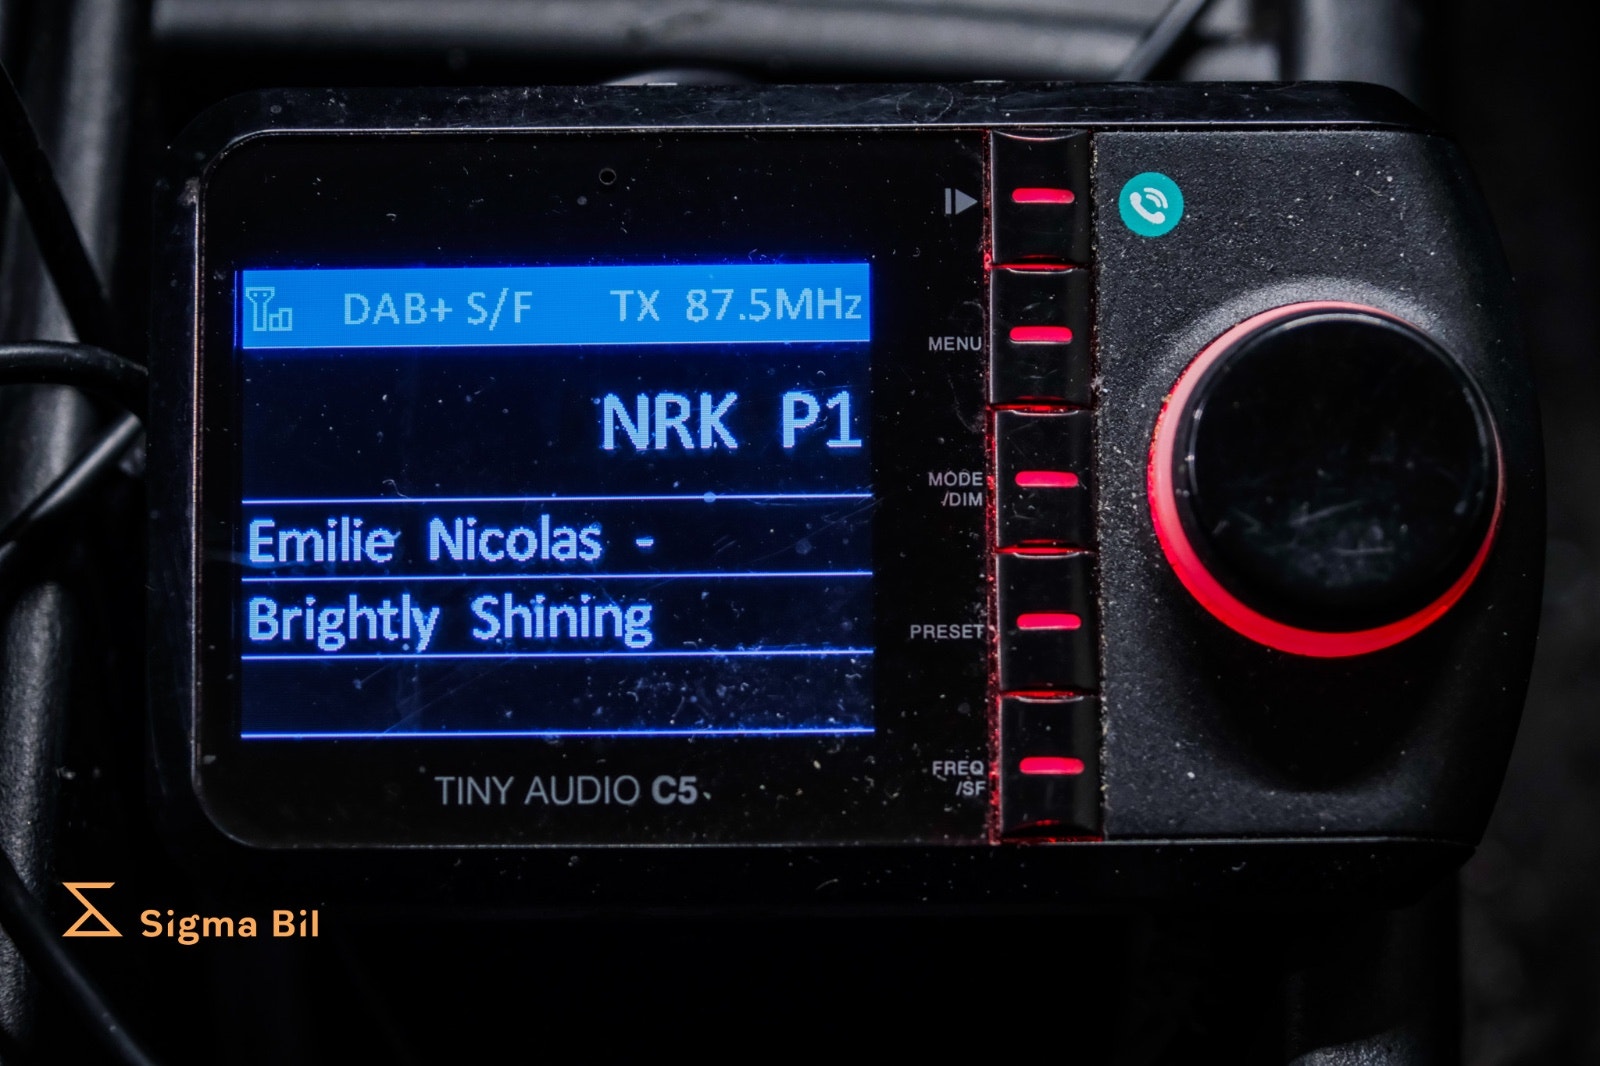 DAB+ S/F TX 87.5MHz
NRK P1
Emilie Nicolas -
Brightly Shining
TINY AUDIO C5
MENU
MODE
/DIM
PRESET
FREQ
/SF
Sigma Bil